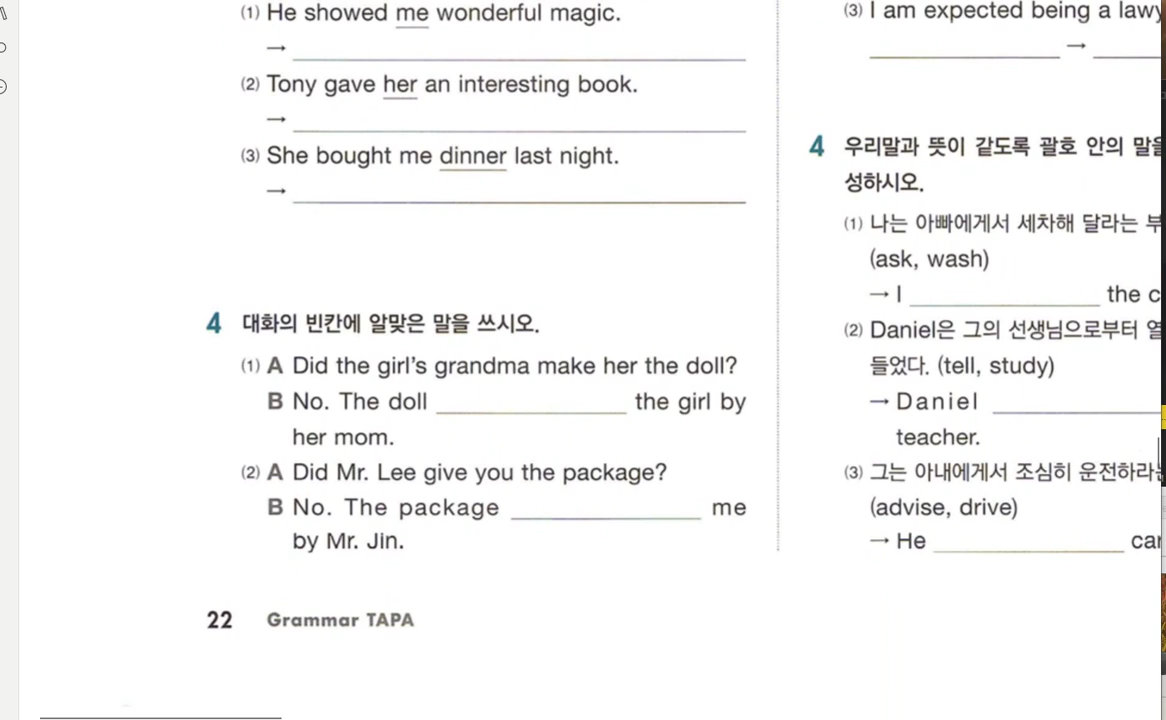 (1) He showed me wonderful magic.
→
(2) Tony gave her an interesting book.
→
(3) She bought me dinner last night.
→
4 대화의 빈칸에 알맞은 말을 쓰시오.
(1) A Did the girl's grandma make her the doll?
B No. The doll ____________ the girl by
her mom.
(2) A Did Mr. Lee give you the package?
B No. The package ____________ me
by Mr. Jin.
22 Grammar TAPA
(3) I am expected being a
____________ → ____
4 우리말과 뜻이 같도록 괄호 안의
성하시오.
(1) 나는 아빠에게서 세차해 달라는
(ask, wash)
→ I ____________ the
(2) Daniel은 그의 선생님으로부터
들었다. (tell, study)
→ Daniel ____________
teacher.
(3) 그는 아내에게서 조심히
(advise, drive)
→ He ____________